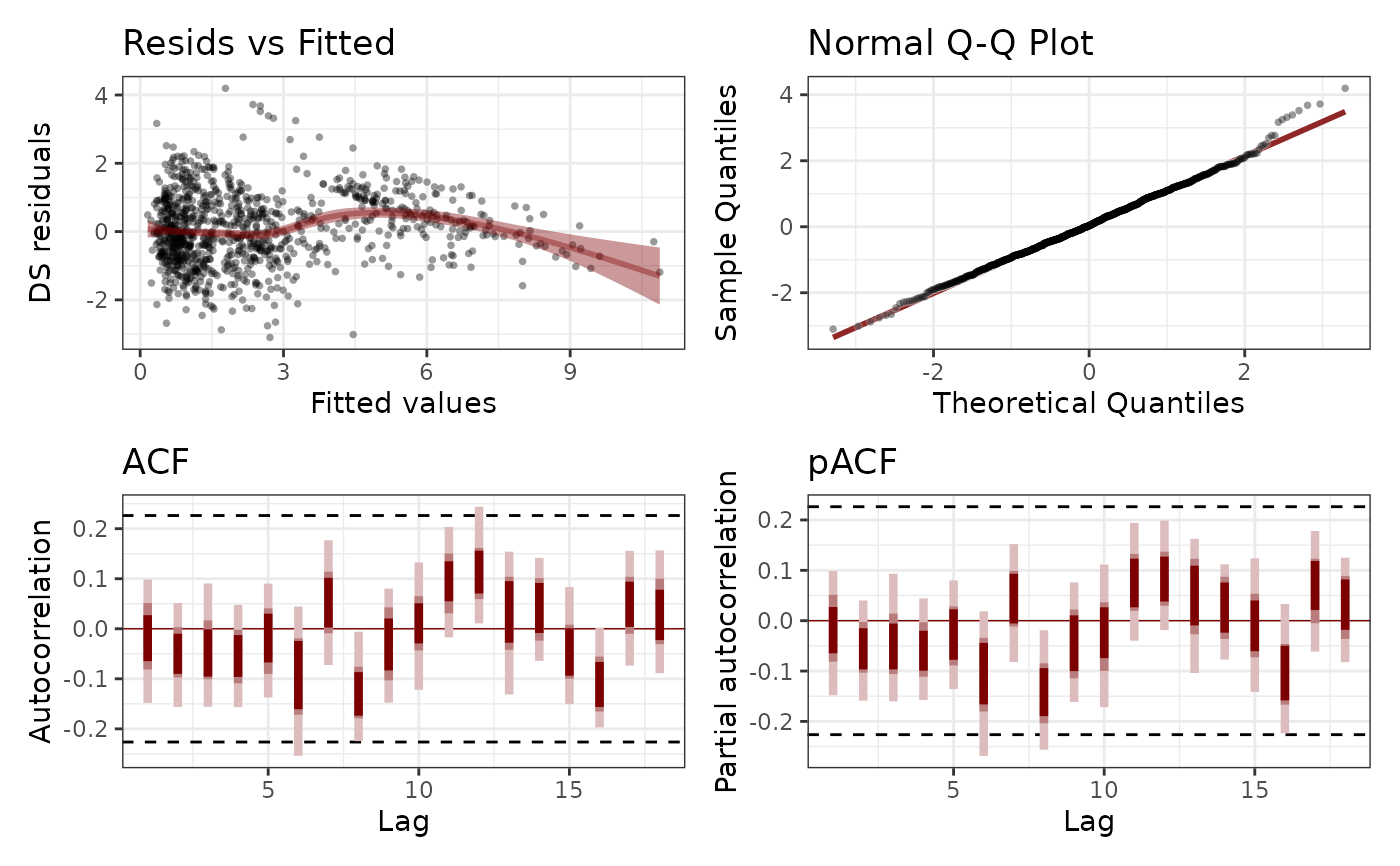 Resids vs Fitted
DS residuals
4
2
0
-2
0 3 6 9
Fitted values
Normal Q-Q Plot
Sample Quantiles
4
2
0
-2
-2 0 2
Theoretical Quantiles
ACF
Autocorrelation
0.2
0.1
0.0
-0.1
-0.2
5 10 15
Lag
pACF
Partial autocorrelation
0.2
0.1
0.0
-0.1
-0.2
5 10 15
Lag